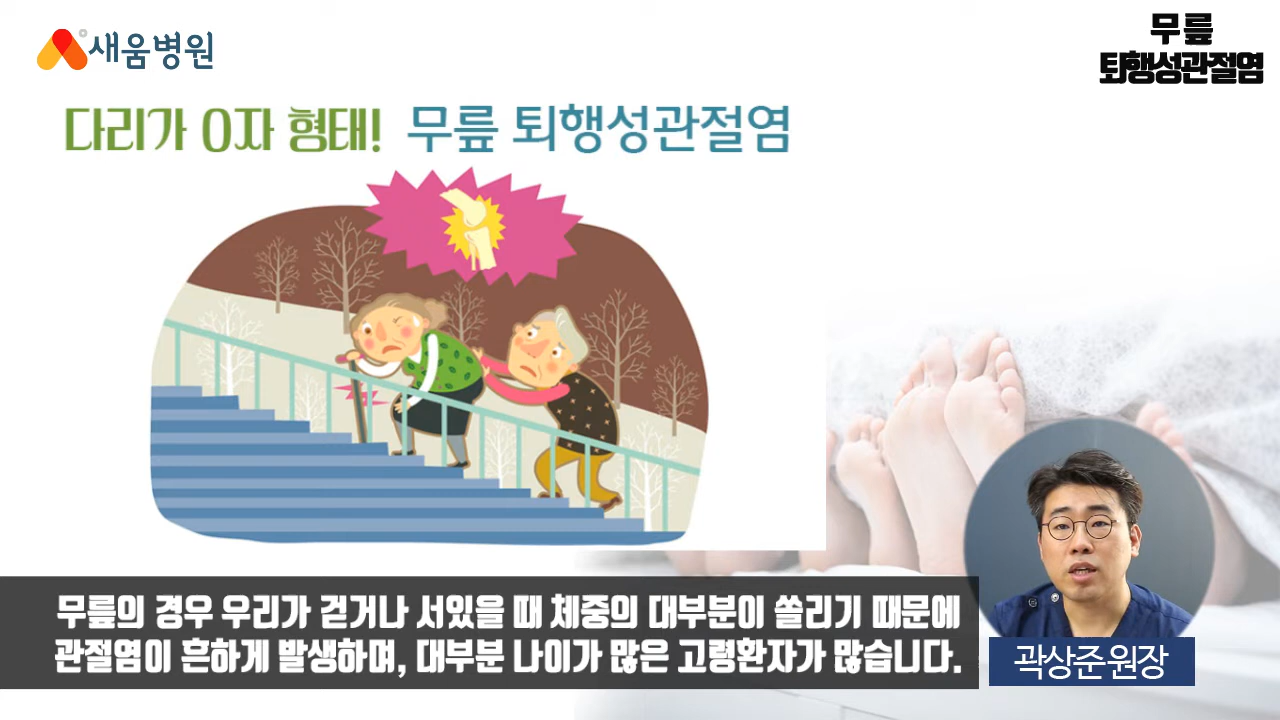 새움병원
무릎
퇴행성관절염
다리가 O자 형태! 무릎 퇴행성관절염
무릎의 경우 우리가 걷거나 서있을 때 체중의 대부분이 쏠리기 때문에
관절염이 흔하게 발생하며, 대부분 나이가 많은 고령환자가 많습니다.
곽상준 원장